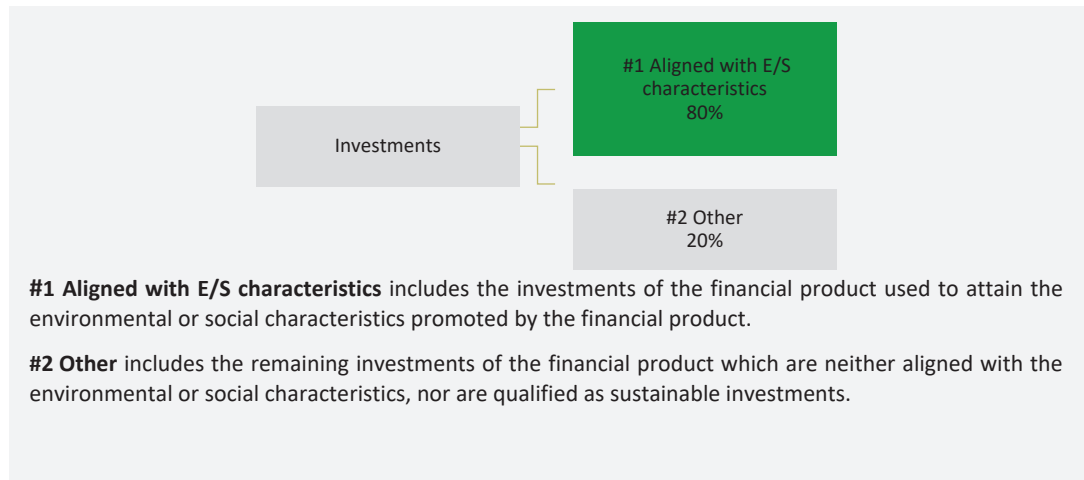 #1 Aligned with E/S
characteristics
80%
Investments
#2 Other
20%
#1 Aligned with E/S characteristics includes the investments of the financial product used to attain the
environmental or social characteristics promoted by the financial product.
#2 Other includes the remaining investments of the financial product which are neither aligned with the
environmental or social characteristics, nor are qualified as sustainable investments.